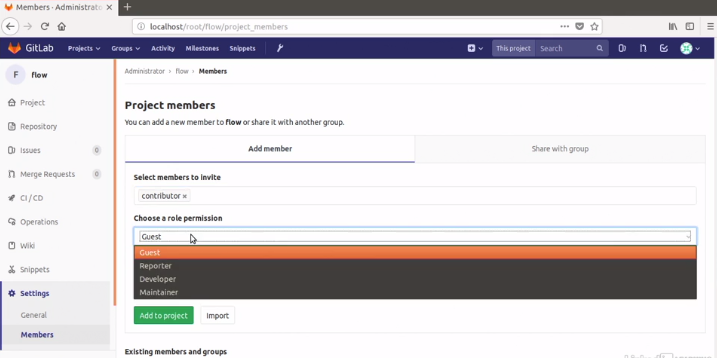 Members · Administrato ×
localhost/root/flow/project_members
GitLab Projects Groups Activity Milestones Snippets This project Search
F flow
Administrator › flow › Members
Project
Repository
Issues 0
Merge Requests 0
CI / CD
Operations
Wiki
Snippets
Settings
General
Members
Project members
You can add a new member to flow or share it with another group.
Add member Share with group
Select members to invite
contributor ×
Choose a role permission
Guest
Guest
Reporter
Developer
Maintainer
Add to project Import
Existing members and groups